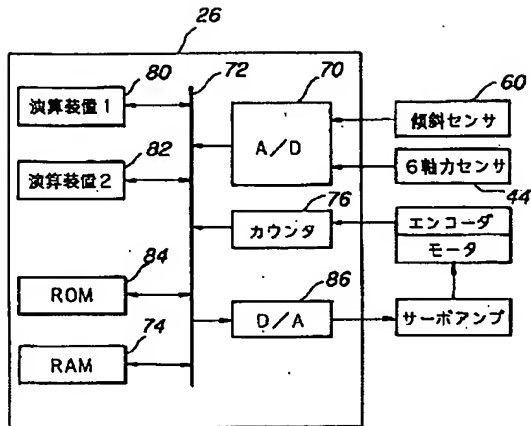 26
80
72
70
60
演算装置1
A/D
傾斜センサ
82
6軸力センサ
演算装置2
76
44
カウンタ
エンコーダ
モータ
84
86
ROM
D/A
サーボアンプ
74
RAM